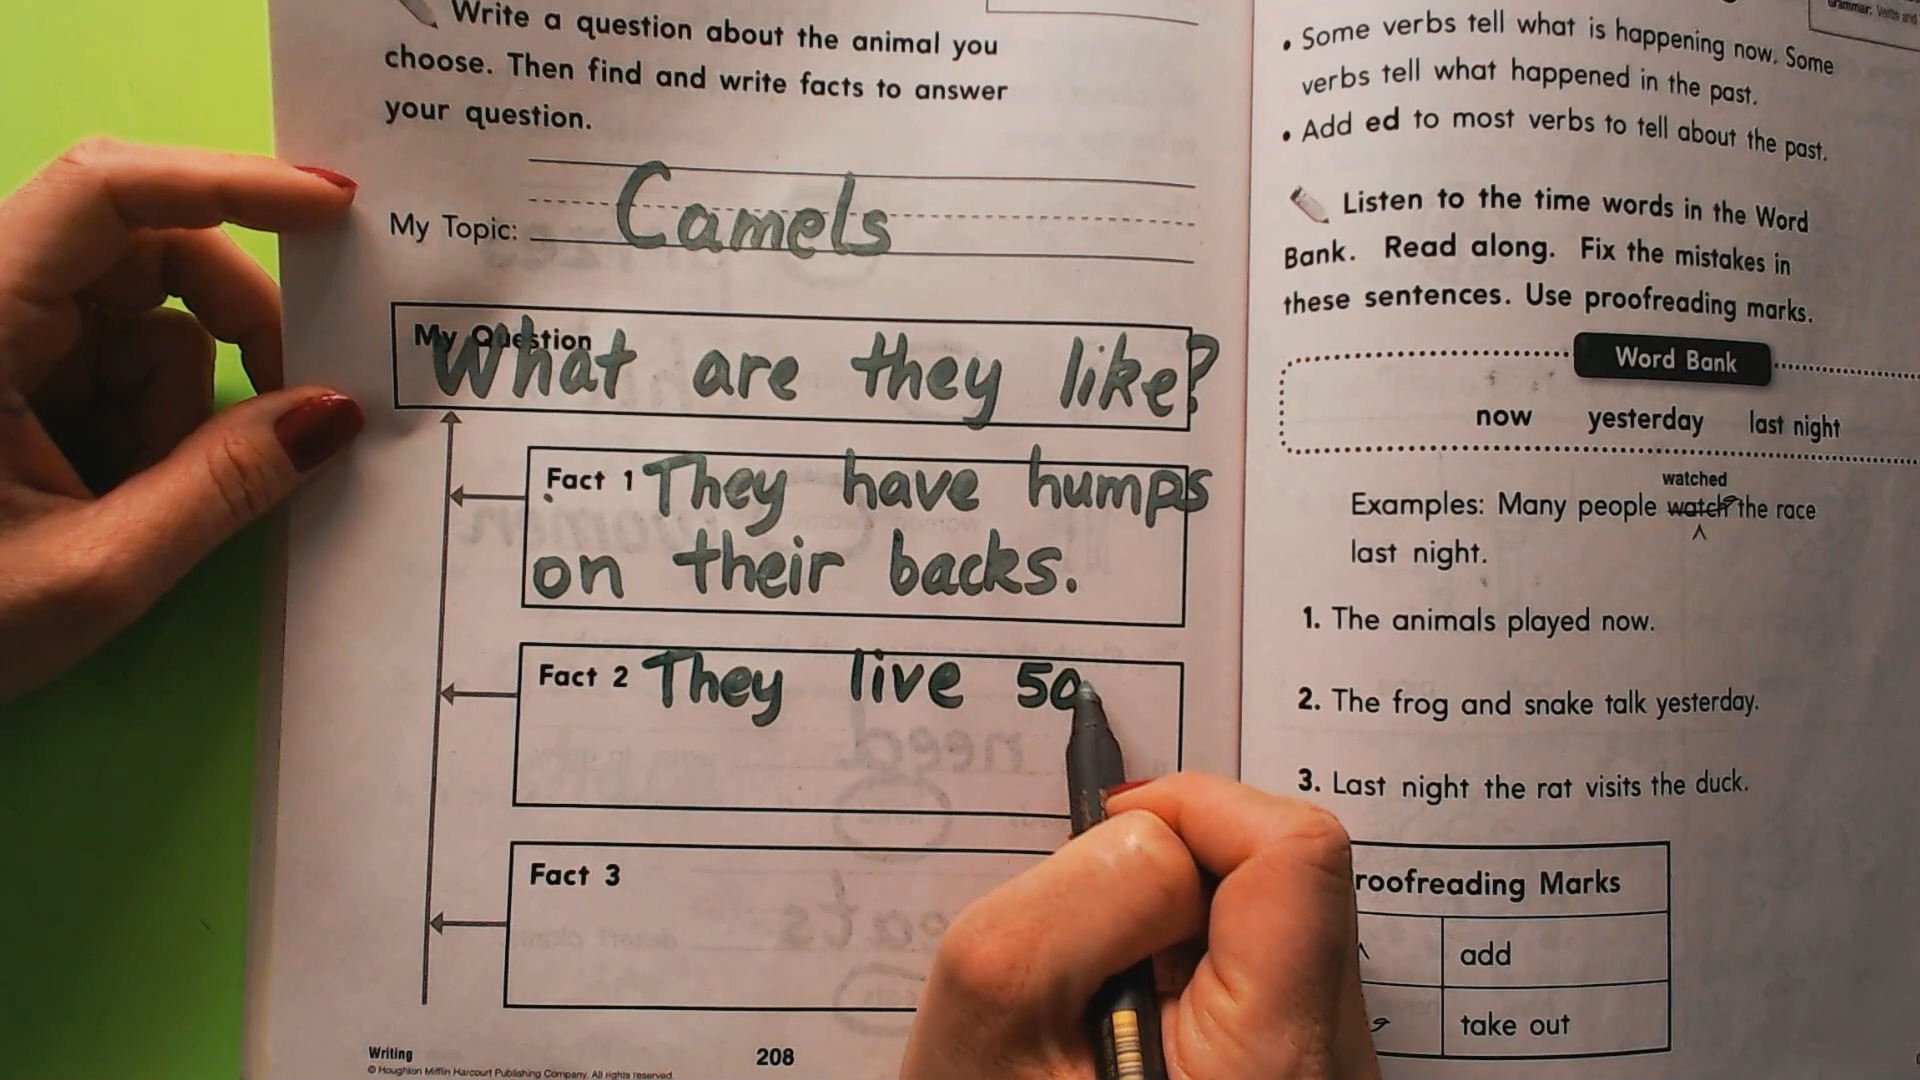 Write a question about the animal you
choose. Then find and write facts to answer
your question.
My Topic: Camels
My Question
What are they like?
Fact 1 They have humps
on their backs.
Fact 2 They live 50
Fact 3
Writing
208
© Houghton Mifflin Harcourt Publishing Company. All rights reserved.
Grammar: Verbs and
• Some verbs tell what is happening now. Some
verbs tell what happened in the past.
• Add ed to most verbs to tell about the past.
Listen to the time words in the Word
Bank. Read along. Fix the mistakes in
these sentences. Use proofreading marks.
Word Bank
now yesterday last night
watched
Examples: Many people watch the race
^
last night.
1. The animals played now.
2. The frog and snake talk yesterday.
3. Last night the rat visits the duck.
roofreading Marks
^ add
take out